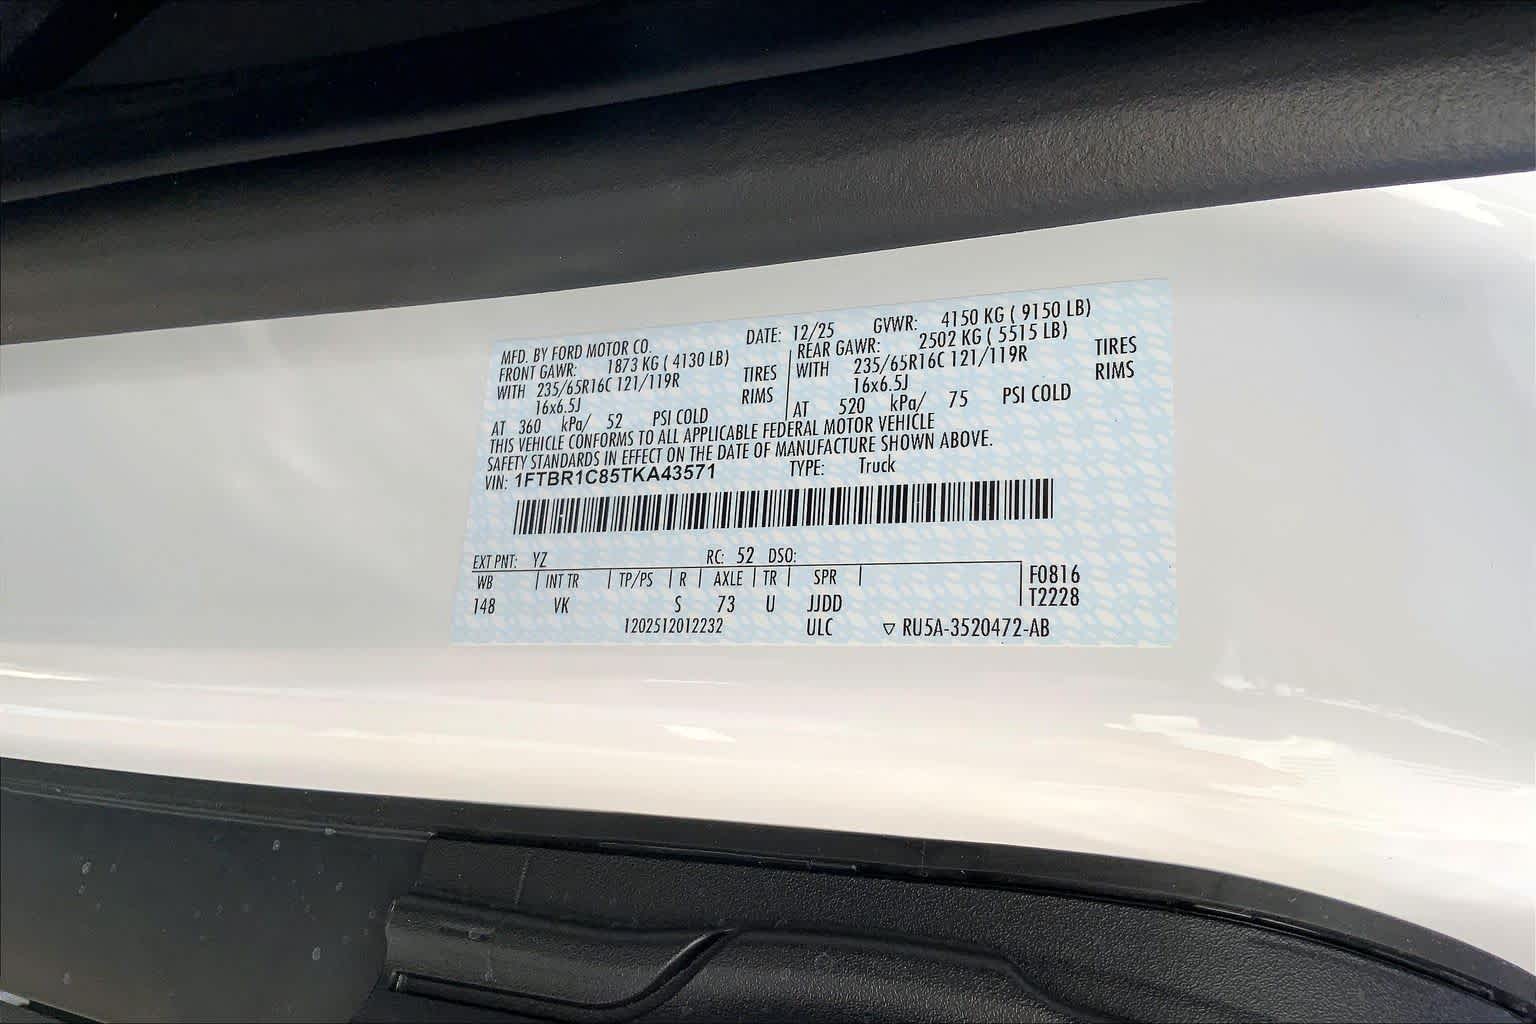 MFD. BY FORD MOTOR CO. DATE: 12/25 GVWR: 4150 KG ( 9150 LB)
FRONT GAWR: 1873 KG ( 4130 LB) REAR GAWR: 2502 KG ( 5515 LB)
WITH 235/65R16C 121/119R TIRES WITH 235/65R16C 121/119R TIRES
16x6.5J RIMS 16x6.5J RIMS
AT 360 kPa/ 52 PSI COLD AT 520 kPa/ 75 PSI COLD
THIS VEHICLE CONFORMS TO ALL APPLICABLE FEDERAL MOTOR VEHICLE
SAFETY STANDARDS IN EFFECT ON THE DATE OF MANUFACTURE SHOWN ABOVE.
VIN: 1FTBR1C85TKA43571 TYPE: Truck
EXT PNT: YZ RC: 52 DSO:
WB INT TR TP/PS R AXLE TR SPR F0816
148 VK S 73 U JJDD T2228
1202512012232 ULC ▽ RU5A-3520472-AB